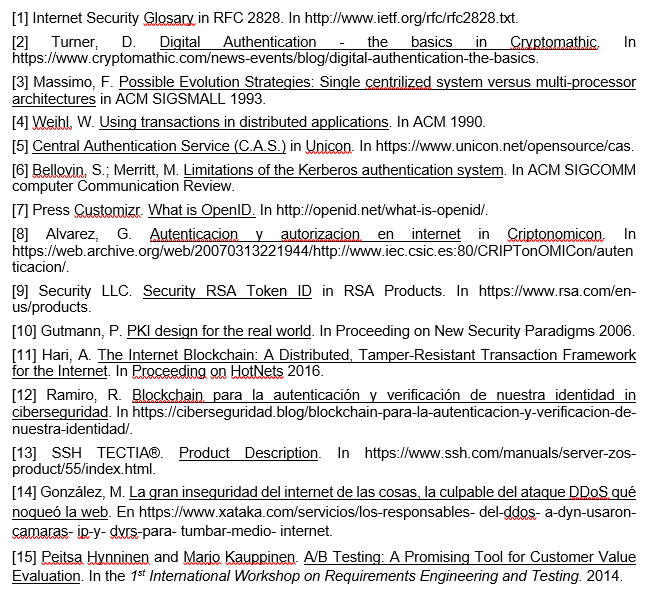 [1] Internet Security Glosary in RFC 2828. In http://www.ietf.org/rfc/rfc2828.txt.
[2] Turner, D. Digital Authentication - the basics in Cryptomathic. In
https://www.cryptomathic.com/news-events/blog/digital-authentication-the-basics.
[3] Massimo, F. Possible Evolution Strategies: Single centrilized system versus multi-processor
architectures in ACM SIGSMALL 1993.
[4] Weihl, W. Using transactions in distributed applications. In ACM 1990.
[5] Central Authentication Service (C.A.S.) in Unicon. In https://www.unicon.net/opensource/cas.
[6] Bellovin, S.; Merritt, M. Limitations of the Kerberos authentication system. In ACM SIGCOMM
computer Communication Review.
[7] Press Customizr. What is OpenID. In http://openid.net/what-is-openid/.
[8] Alvarez, G. Autenticacion y autorizacion en internet in Criptonomicon. In
https://web.archive.org/web/20070313221944/http://www.iec.csic.es:80/CRIPTonOMICon/auten
ticacion/.
[9] Security LLC. Security RSA Token ID in RSA Products. In https://www.rsa.com/en-
us/products.
[10] Gutmann, P. PKI design for the real world. In Proceeding on New Security Paradigms 2006.
[11] Hari, A. The Internet Blockchain: A Distributed, Tamper-Resistant Transaction Framework
for the Internet. In Proceeding on HotNets 2016.
[12] Ramiro, R. Blockchain para la autenticación y verificación de nuestra identidad in
ciberseguridad. In https://ciberseguridad.blog/blockchain-para-la-autenticacion-y-verificacion-de-
nuestra-identidad/.
[13] SSH TECTIA®. Product Description. In https://www.ssh.com/manuals/server-zos-
product/55/index.html.
[14] González, M. La gran inseguridad del internet de las cosas, la culpable del ataque DDoS qué
noqueó la web. En https://www.xataka.com/servicios/los-responsables- del-ddos- a-dyn-usaron-
camaras- ip-y- dvrs-para- tumbar-medio- internet.
[15] Peitsa Hynninen and Marjo Kauppinen. A/B Testing: A Promising Tool for Customer Value
Evaluation. In the 1st International Workshop on Requirements Engineering and Testing. 2014.